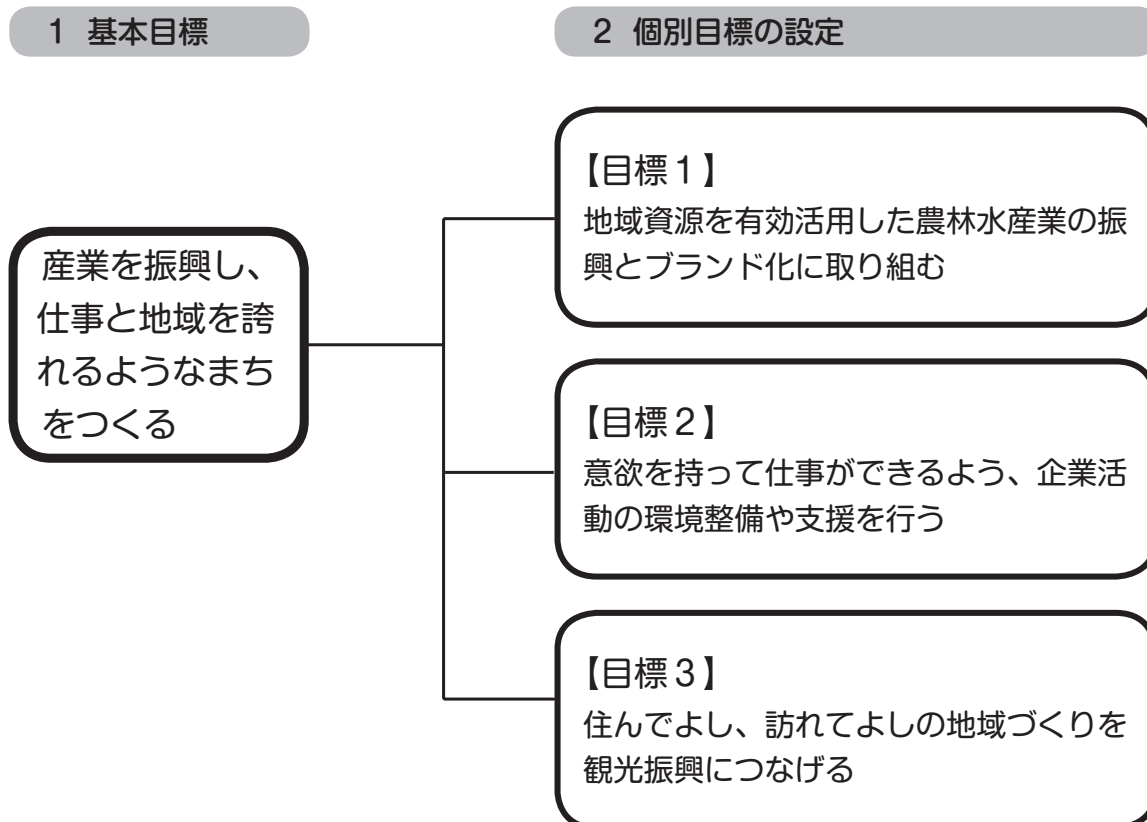 1 基本目標
2 個別目標の設定
産業を振興し、
仕事と地域を誇
れるようなまち
をつくる
【目標1】
地域資源を有効活用した農林水産業の振
興とブランド化に取り組む
【目標2】
意欲を持って仕事ができるよう、企業活
動の環境整備や支援を行う
【目標3】
住んでよし、訪れてよしの地域づくりを
観光振興につなげる